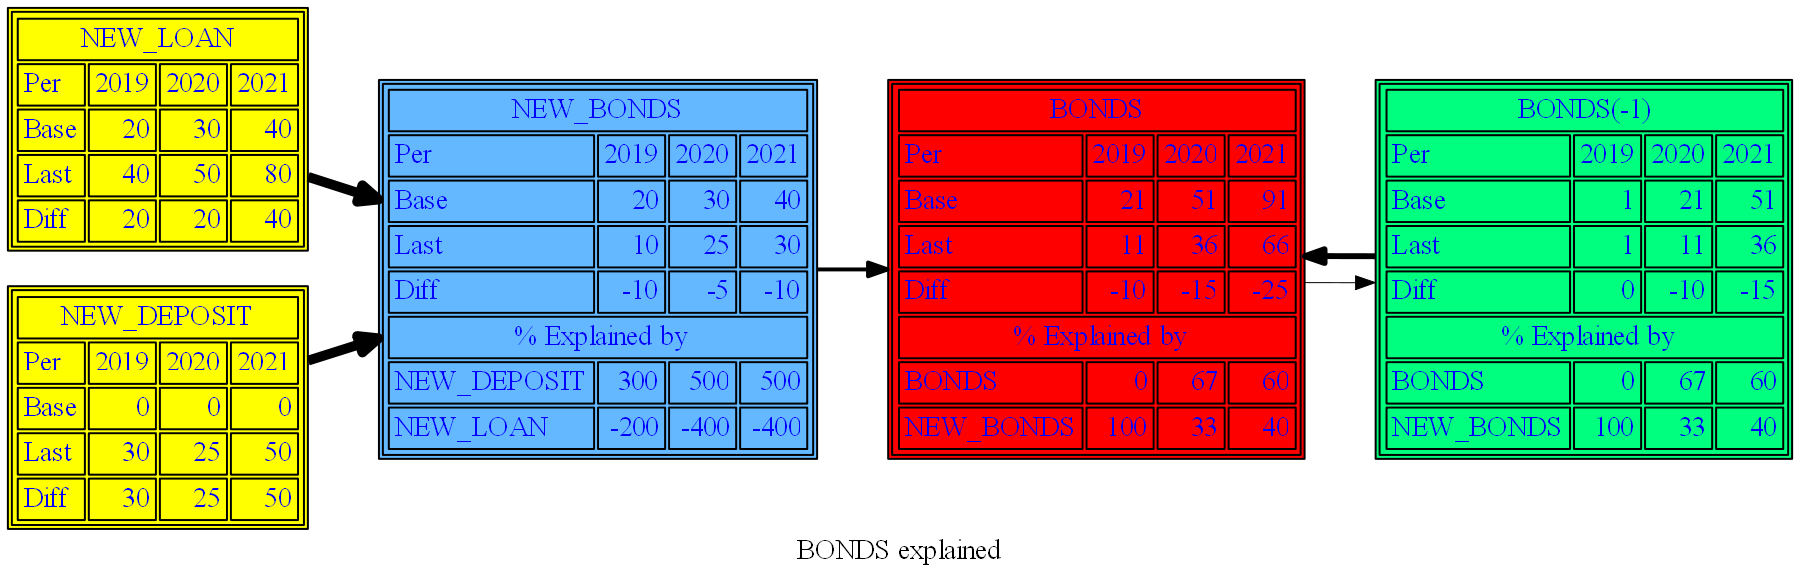 NEW_LOAN
Per 2019 2020 2021
Base 20 30 40
Last 40 50 80
Diff 20 20 40
NEW_DEPOSIT
Per 2019 2020 2021
Base 0 0 0
Last 30 25 50
Diff 30 25 50
NEW_BONDS
Per 2019 2020 2021
Base 20 30 40
Last 10 25 30
Diff -10 -5 -10
% Explained by
NEW_DEPOSIT 300 500 500
NEW_LOAN -200 -400 -400
BONDS
Per 2019 2020 2021
Base 21 51 91
Last 11 36 66
Diff -10 -15 -25
% Explained by
BONDS 0 67 60
NEW_BONDS 100 33 40
BONDS(-1)
Per 2019 2020 2021
Base 1 21 51
Last 1 11 36
Diff 0 -10 -15
% Explained by
BONDS 0 67 60
NEW_BONDS 100 33 40
BONDS explained